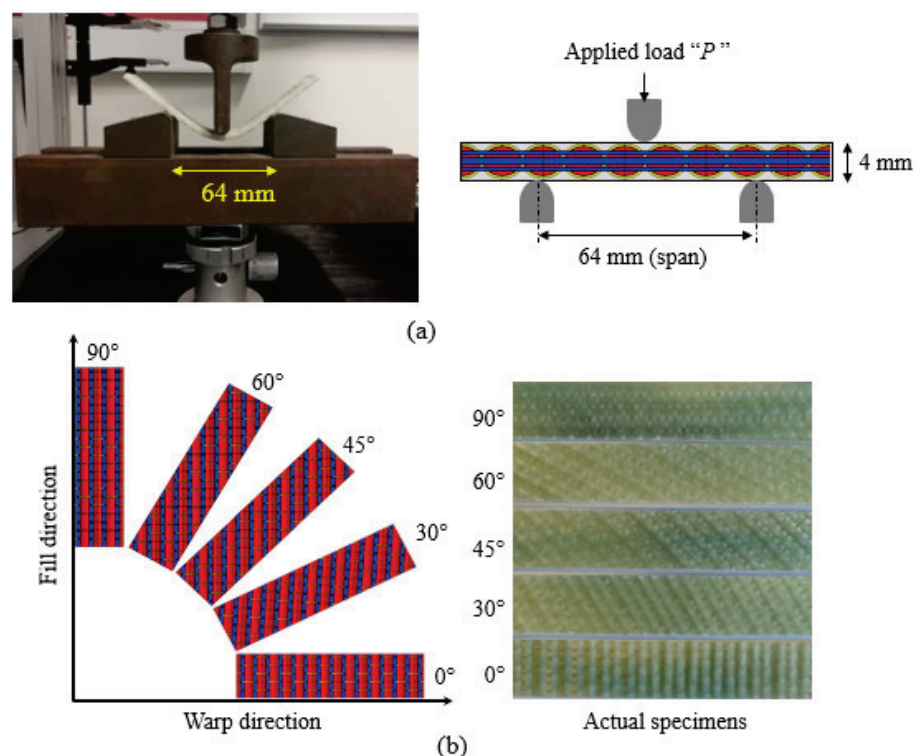 Applied load “P”
64 mm
4 mm
64 mm (span)
(a)
90°
60°
45°
30°
0°
Fill direction
Warp direction
90°
60°
45°
30°
0°
Actual specimens
(b)